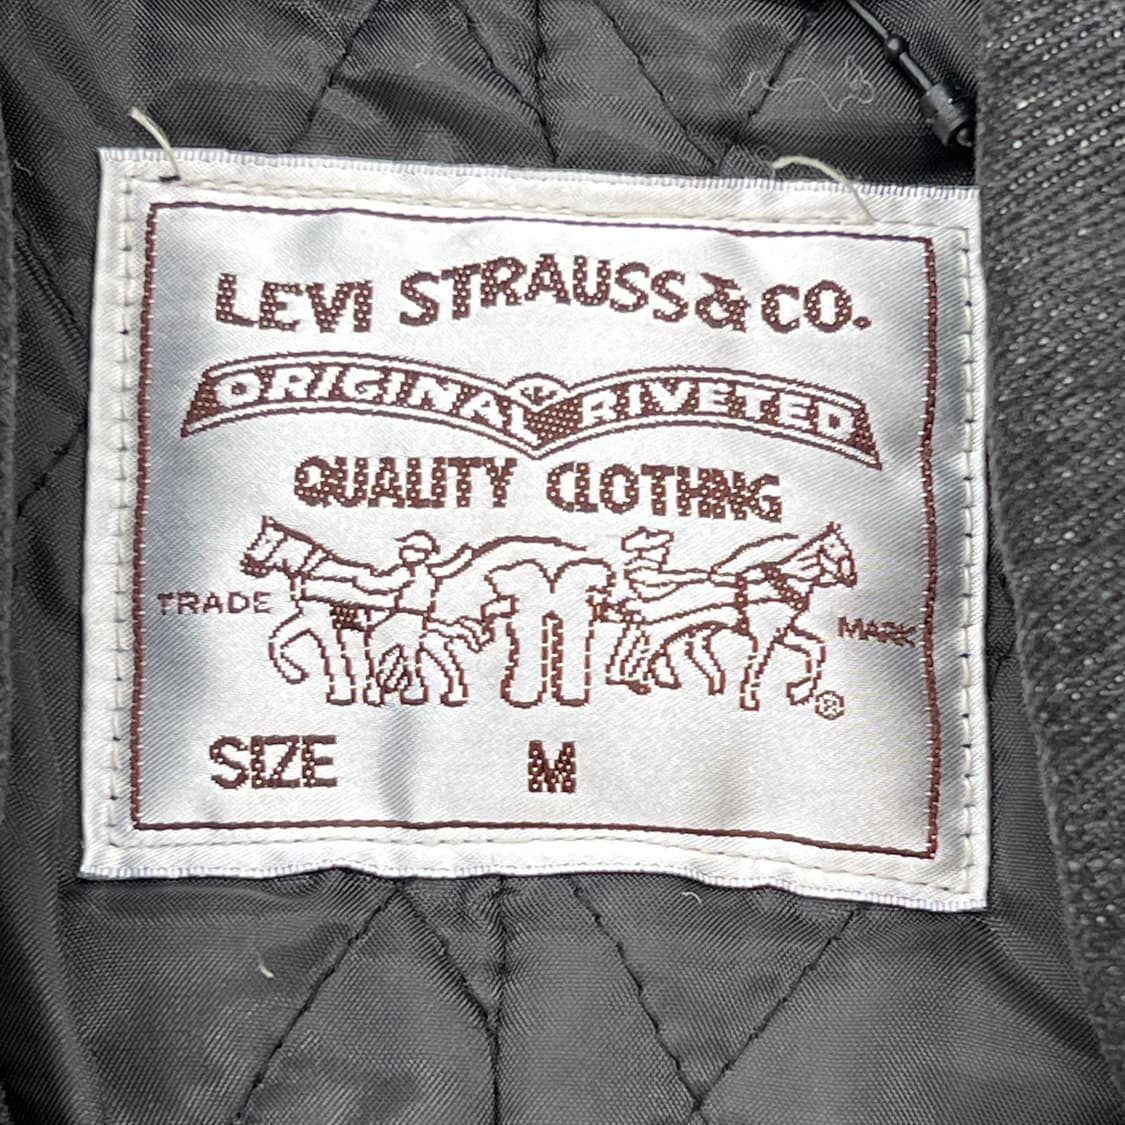 LEVI STRAUSS & CO.
ORIGINAL RIVETED
QUALITY CLOTHING
TRADE MARK
®
SIZE M